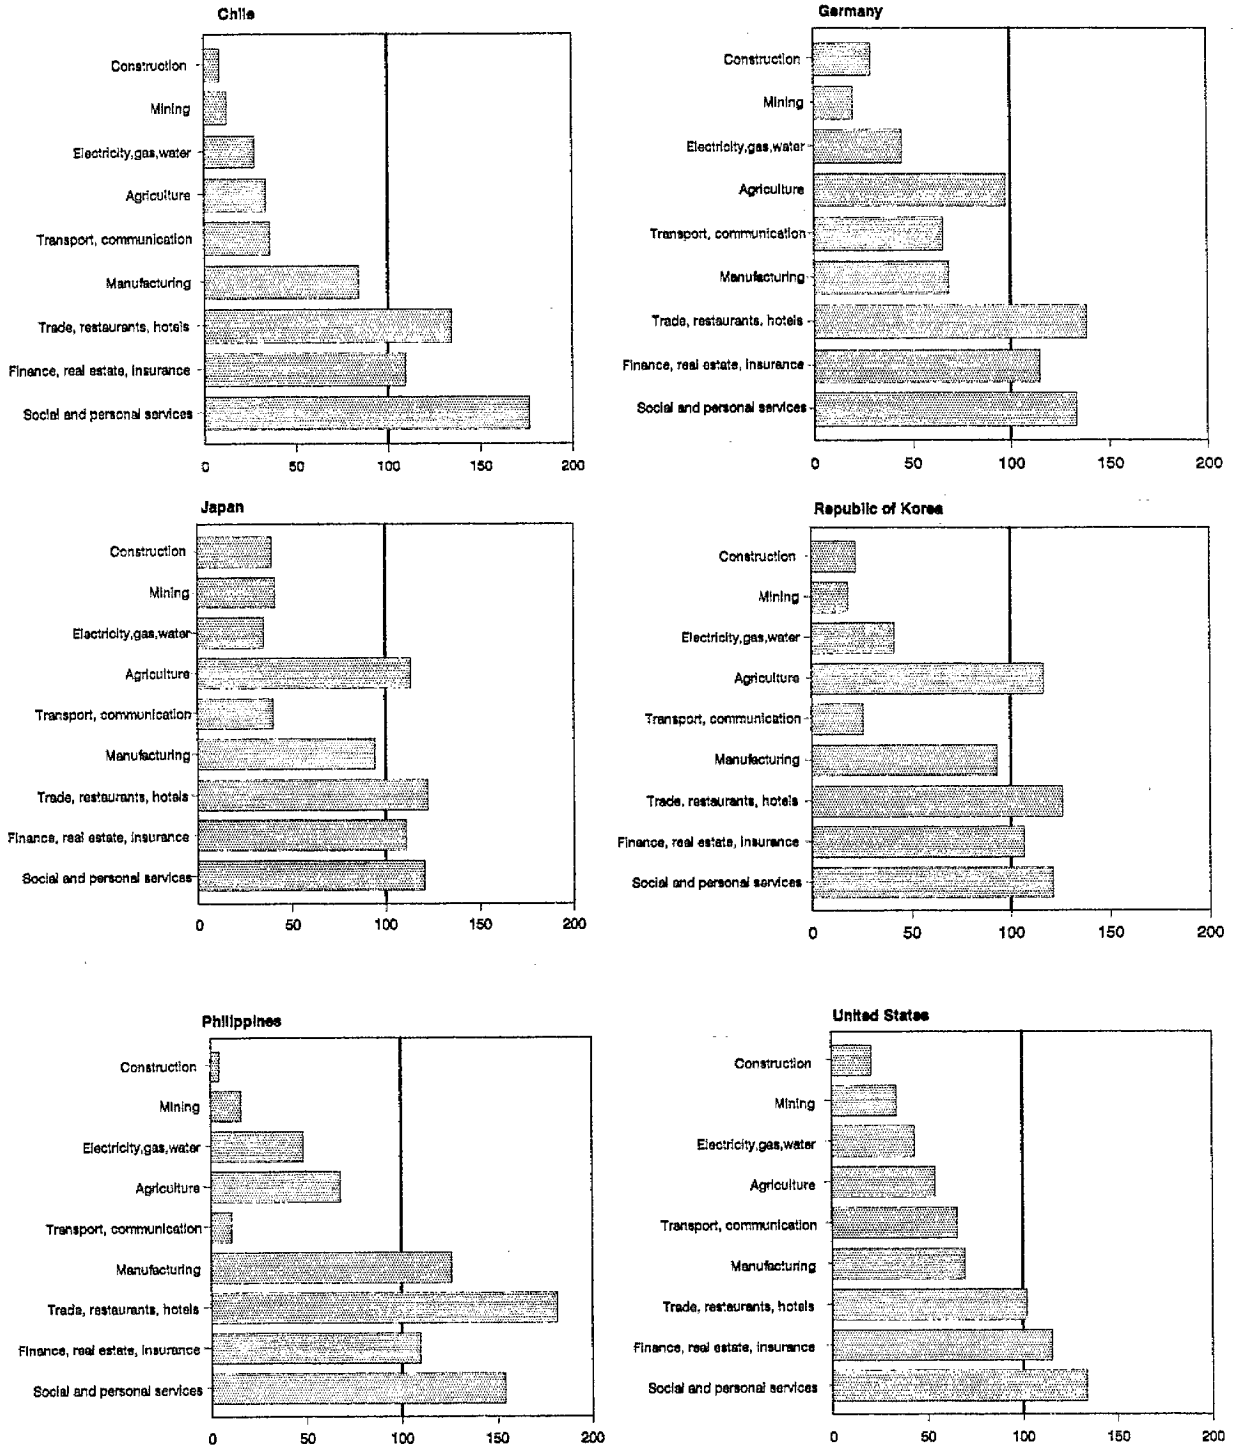 Chile
Construction
Mining
Electricity,gas,water
Agriculture
Transport, communication
Manufacturing
Trade, restaurants, hotels
Finance, real estate, insurance
Social and personal services
0 50 100 150 200
Germany
Construction
Mining
Electricity,gas,water
Agriculture
Transport, communication
Manufacturing
Trade, restaurants, hotels
Finance, real estate, insurance
Social and personal services
0 50 100 150 200
Japan
Construction
Mining
Electricity,gas,water
Agriculture
Transport, communication
Manufacturing
Trade, restaurants, hotels
Finance, real estate, insurance
Social and personal services
0 50 100 150 200
Republic of Korea
Construction
Mining
Electricity,gas,water
Agriculture
Transport, communication
Manufacturing
Trade, restaurants, hotels
Finance, real estate, insurance
Social and personal services
0 50 100 150 200
Philippines
Construction
Mining
Electricity,gas,water
Agriculture
Transport, communication
Manufacturing
Trade, restaurants, hotels
Finance, real estate, insurance
Social and personal services
0 50 100 150 200
United States
Construction
Mining
Electricity,gas,water
Agriculture
Transport, communication
Manufacturing
Trade, restaurants, hotels
Finance, real estate, insurance
Social and personal services
0 50 100 150 200